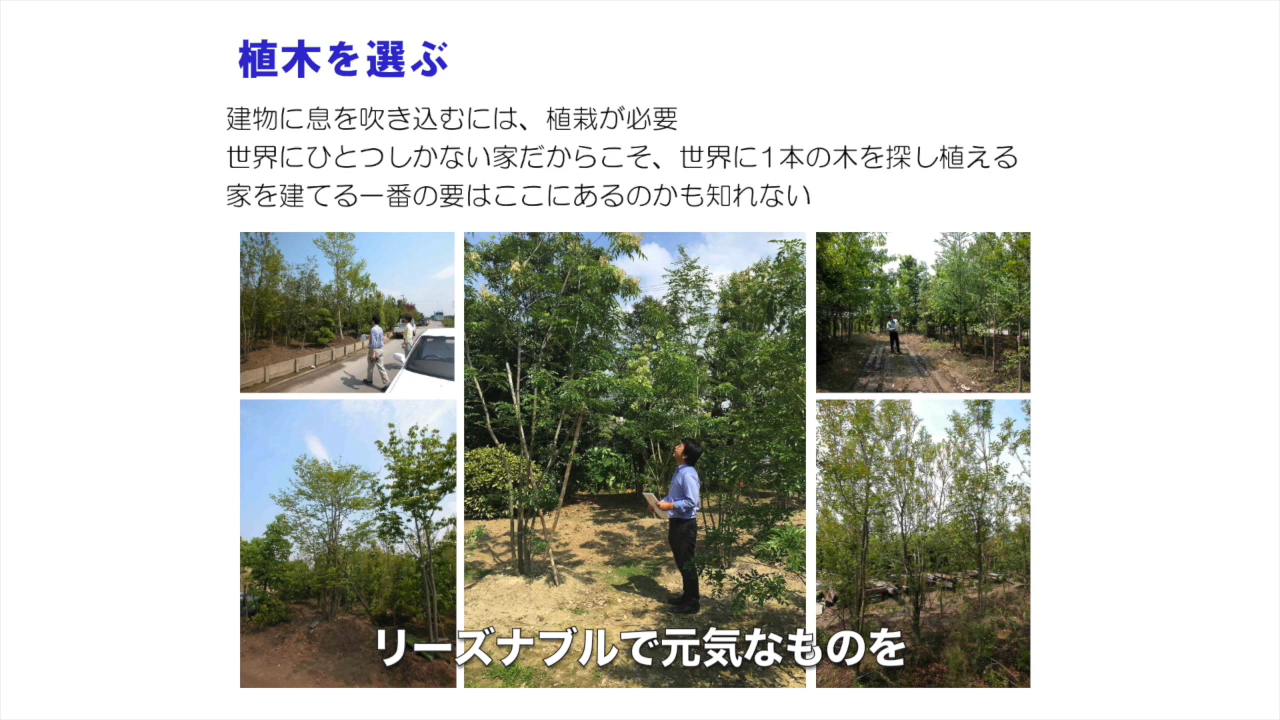 植木を選ぶ
建物に息を吹き込むには、植栽が必要
世界にひとつしかない家だからこそ、世界に1本の木を探し植える
家を建てる一番の要はここにあるのかも知れない
リーズナブルで元気なものを